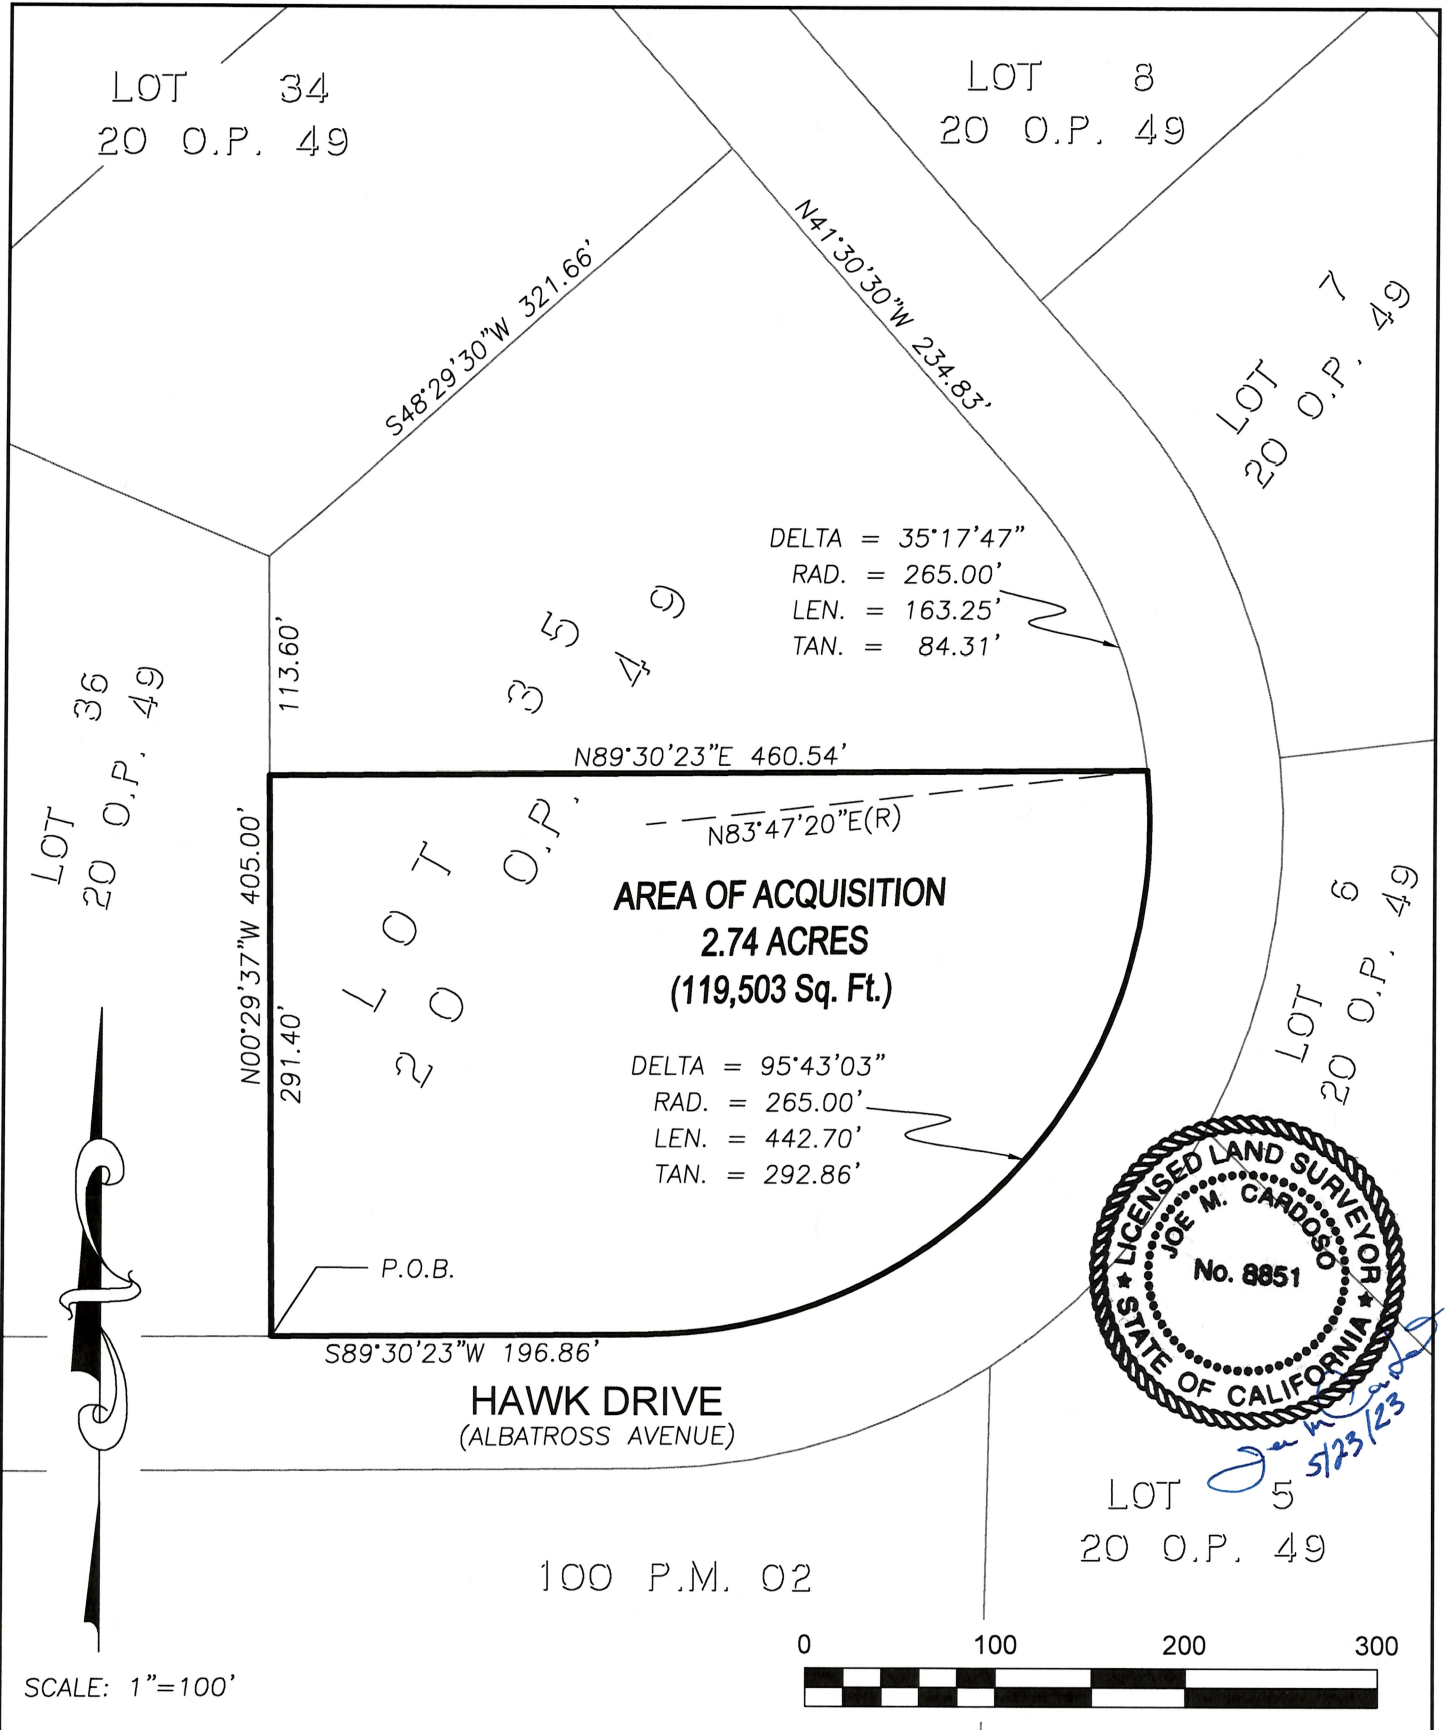 LOT 34
20 O.P. 49
LOT 8
20 O.P. 49
LOT 7
20 O.P. 49
N41°30'30"W 234.83'
S48°29'30"W 321.66'
DELTA = 35°17'47"
RAD. = 265.00'
LEN. = 163.25'
TAN. = 84.31'
113.60'
LOT 36
20 O.P. 49
LOT 35
20 O.P. 49
N89°30'23"E 460.54'
N83°47'20"E(R)
N00°29'37"W 405.00'
291.40'
AREA OF ACQUISITION
2.74 ACRES
(119,503 Sq. Ft.)
DELTA = 95°43'03"
RAD. = 265.00'
LEN. = 442.70'
TAN. = 292.86'
LOT 6
20 O.P. 49
LICENSED LAND SURVEYOR
JOE M. CARDOSO
No. 8851
STATE OF CALIFORNIA
5/23/23
P.O.B.
S89°30'23"W 196.86'
HAWK DRIVE
(ALBATROSS AVENUE)
LOT 5
20 O.P. 49
100 P.M. 02
0 100 200 300
SCALE: 1"=100'